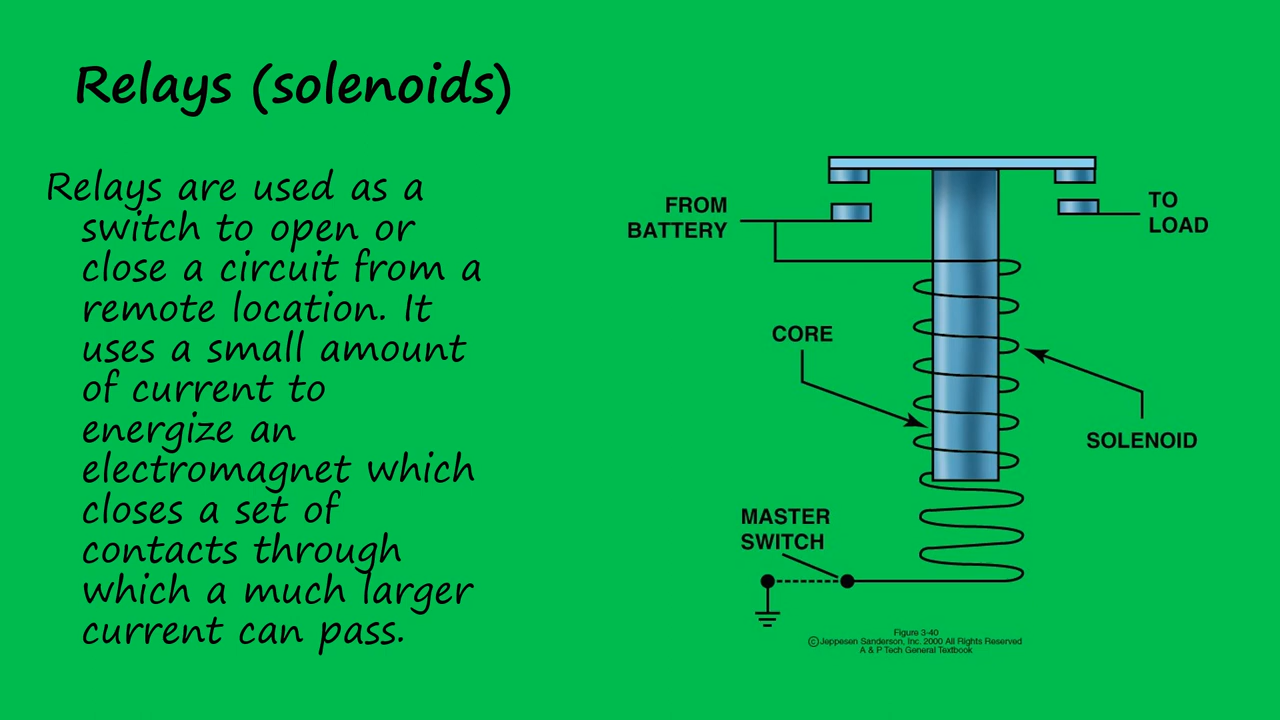 Relays (solenoids)
Relays are used as a
switch to open or
close a circuit from a
remote location. It
uses a small amount
of current to
energize an
electromagnet which
closes a set of
contacts through
which a much larger
current can pass.
FROM
BATTERY
TO
LOAD
CORE
SOLENOID
MASTER
SWITCH
Figure 3-40
©Jeppesen Sanderson, Inc. 2000 All Rights Reserved
A & P Tech General Textbook